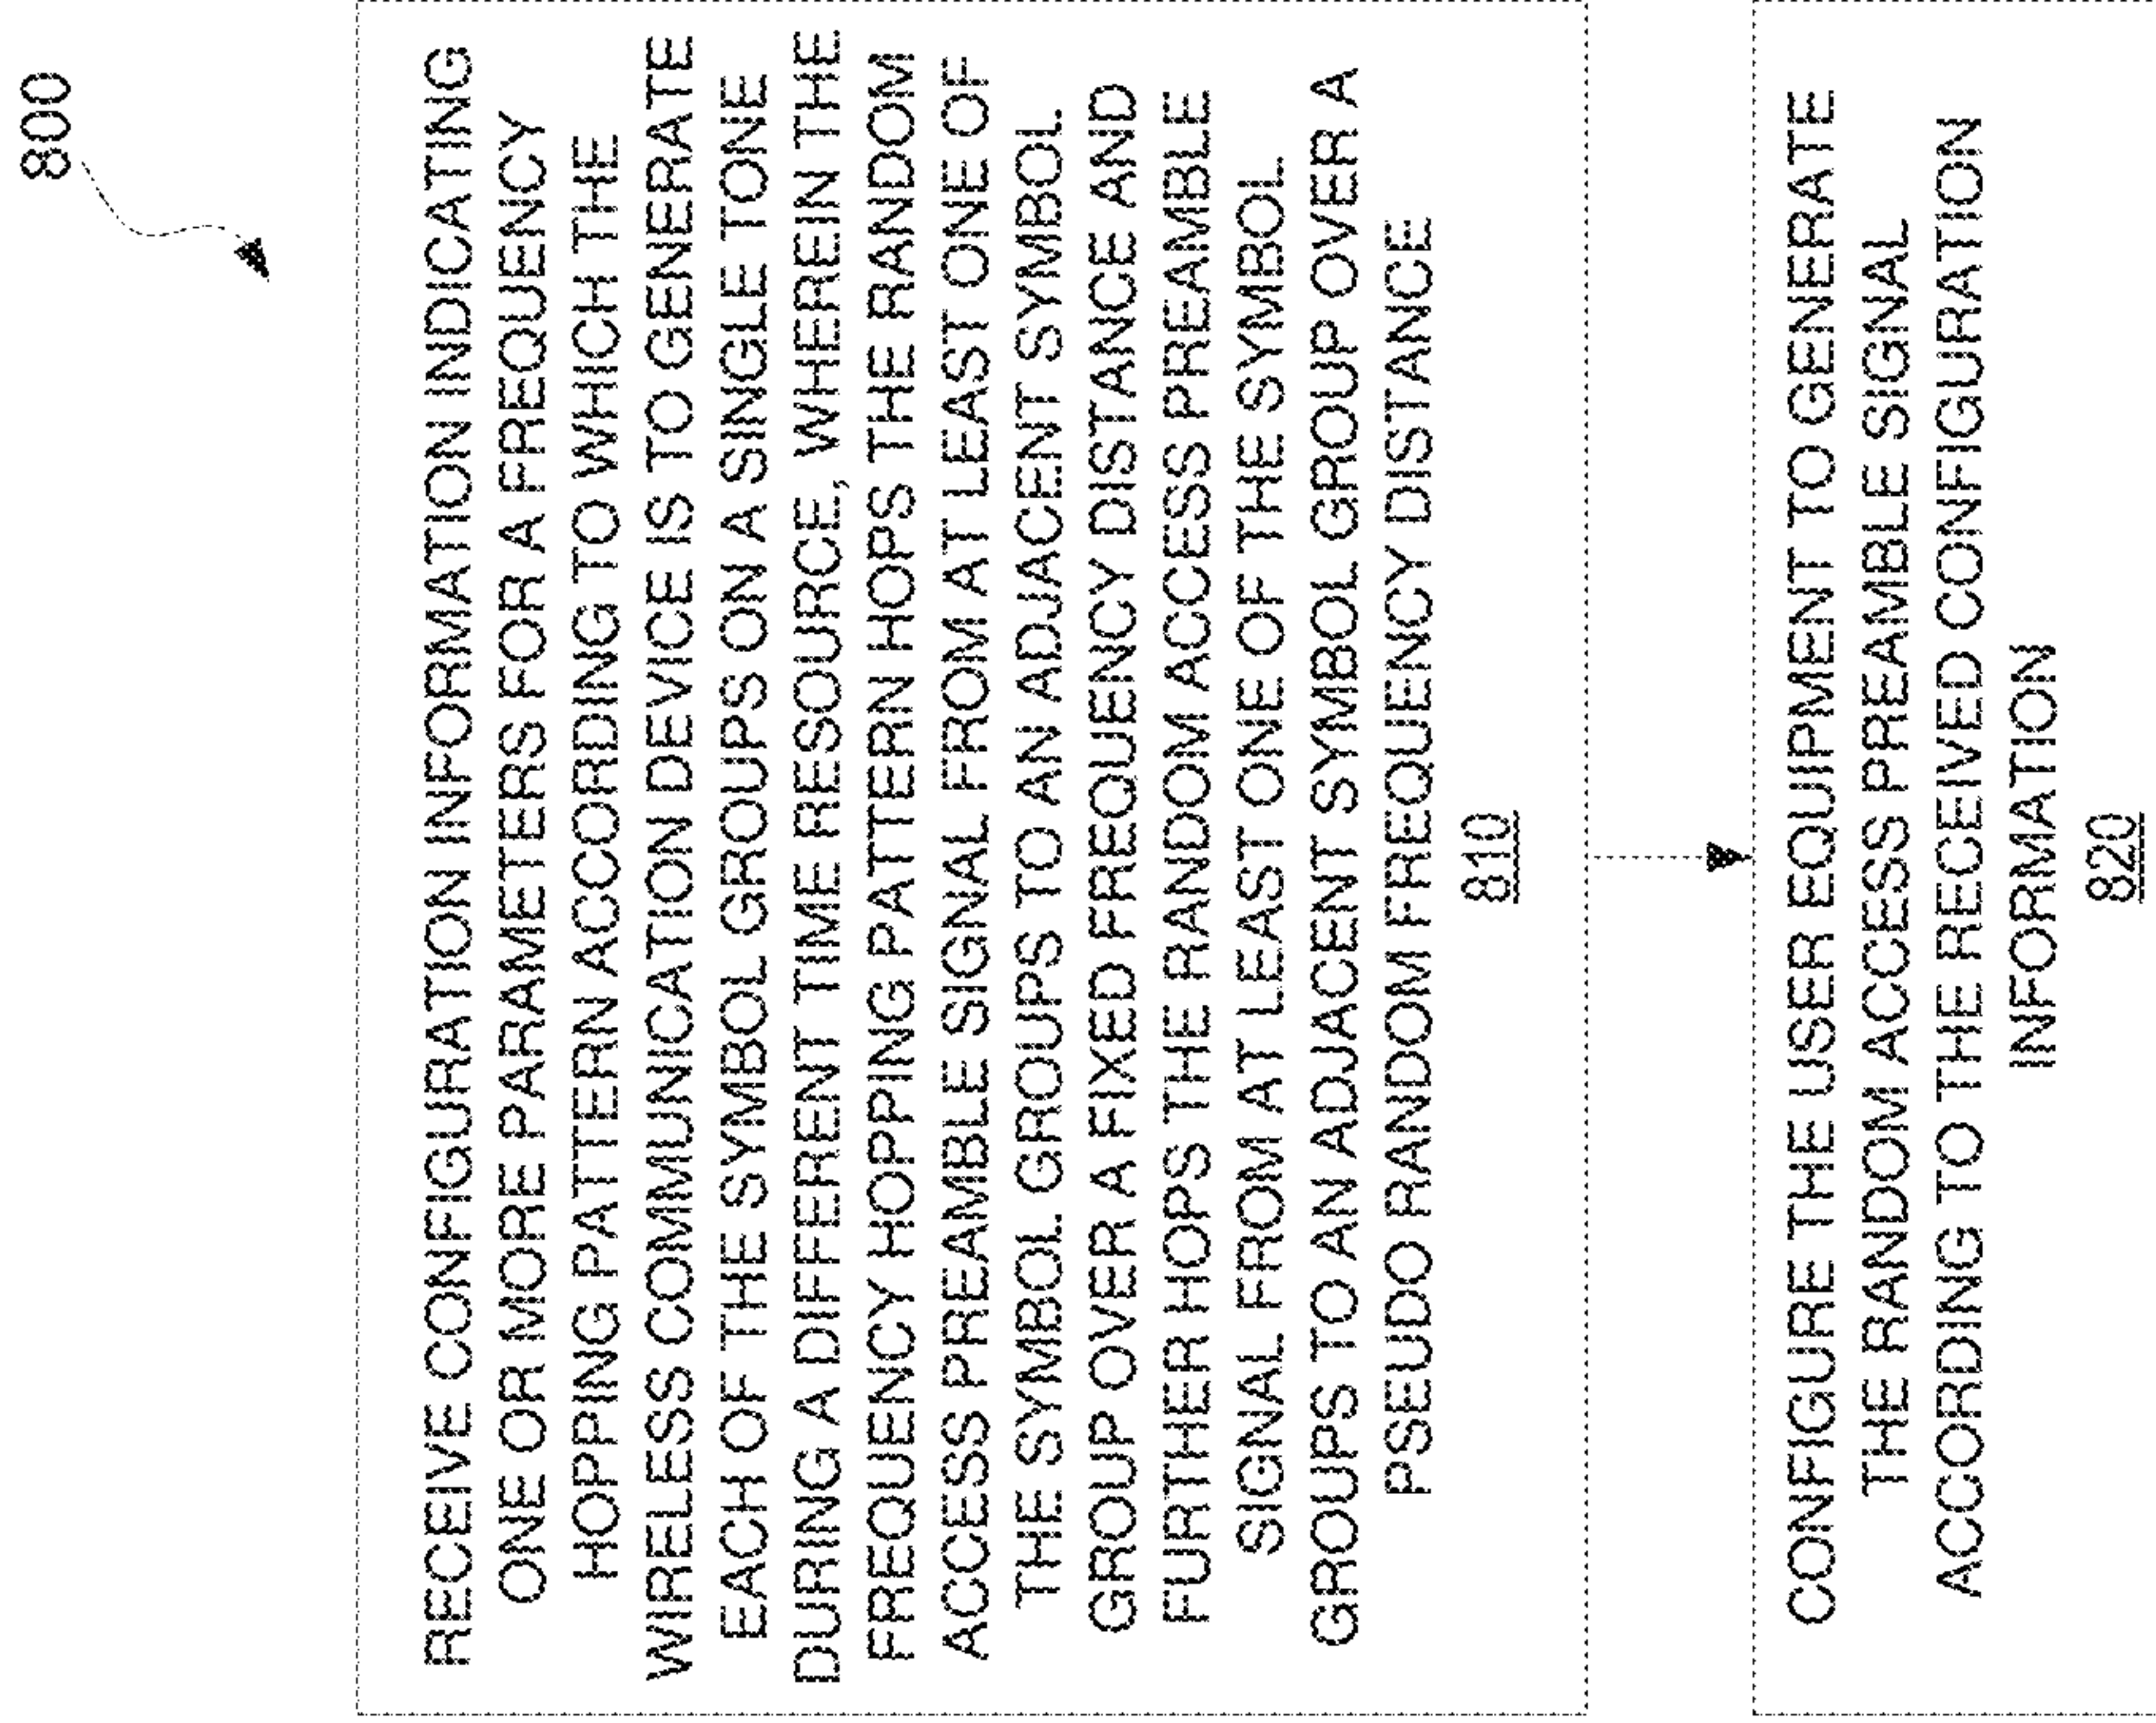 800
RECEIVE CONFIGURATION INFORMATION INDICATING
ONE OR MORE PARAMETERS FOR A FREQUENCY
HOPPING PATTERN ACCORDING TO WHICH THE
WIRELESS COMMUNICATION DEVICE IS TO GENERATE
EACH OF THE SYMBOL GROUPS ON A SINGLE TONE
DURING A DIFFERENT TIME RESOURCE, WHEREIN THE
FREQUENCY HOPPING PATTERN HOPS THE RANDOM
ACCESS PREAMBLE SIGNAL FROM AT LEAST ONE OF
THE SYMBOL GROUPS TO AN ADJACENT SYMBOL
GROUP OVER A FIXED FREQUENCY DISTANCE AND
FURTHER HOPS THE RANDOM ACCESS PREAMBLE
SIGNAL FROM AT LEAST ONE OF THE SYMBOL
GROUPS TO AN ADJACENT SYMBOL GROUP OVER A
PSEUDO RANDOM FREQUENCY DISTANCE
810
CONFIGURE THE USER EQUIPMENT TO GENERATE
THE RANDOM ACCESS PREAMBLE SIGNAL
ACCORDING TO THE RECEIVED CONFIGURATION
INFORMATION
820